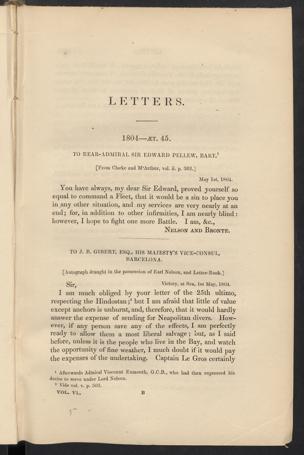 LETTERS.
1804—ÆT. 45.
TO REAR-ADMIRAL SIR EDWARD PELLEW, BART.¹
[From Clarke and M'Arthur, vol. ii. p. 362.]
May 1st, 1804.
You have always, my dear Sir Edward, proved yourself so
equal to command a Fleet, that it would be a sin to place you
in any other situation, and my services are very nearly at an
end; for, in addition to other infirmities, I am nearly blind:
however, I hope to fight one more Battle. I am, &c.,
NELSON AND BRONTE.
TO J. B. GIBERT, ESQ., HIS MAJESTY'S VICE-CONSUL,
BARCELONA.
[Autograph draught in the possession of Earl Nelson, and Letter-Book.]
Sir, Victory, at Sea, 1st May, 1804.
I am much obliged by your letter of the 25th ultimo,
respecting the Hindostan;² but I am afraid that little of value
except anchors is unburnt, and, therefore, that it would hardly
answer the expense of sending for Neapolitan divers. How-
ever, if any person save any of the effects, I am perfectly
ready to allow them a most liberal salvage; but, as I said
before, unless it is the people who live in the Bay, and watch
the opportunity of fine weather, I much doubt if it would pay
the expenses of the undertaking. Captain Le Gros certainly
¹ Afterwards Admiral Viscount Exmouth, G.C.B., who had then expressed his
desire to serve under Lord Nelson.
² Vide vol. v. p. 503.
VOL. VI. B